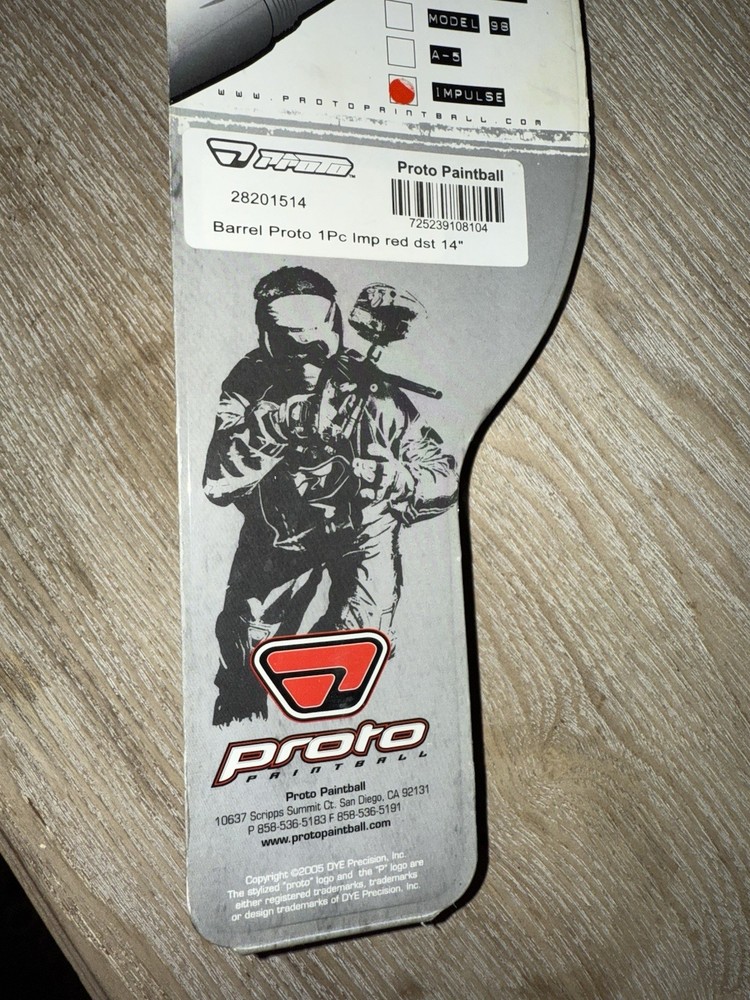 MODEL 98
A-5
IMPULSE
WWW.PROTOPAINTBALL.COM
PROTO
Proto Paintball
28201514
725239108104
Barrel Proto 1Pc Imp red dst 14"
proto
PAINTBALL
Proto Paintball
10637 Scripps Summit Ct. San Diego, CA 92131
P 858-536-5183 F 858-536-5191
www.protopaintball.com
Copyright ©2005 DYE Precision, Inc.
The stylized "proto" logo and the "P" logo are
either registered trademarks, trademarks
or design trademarks of DYE Precision, Inc.